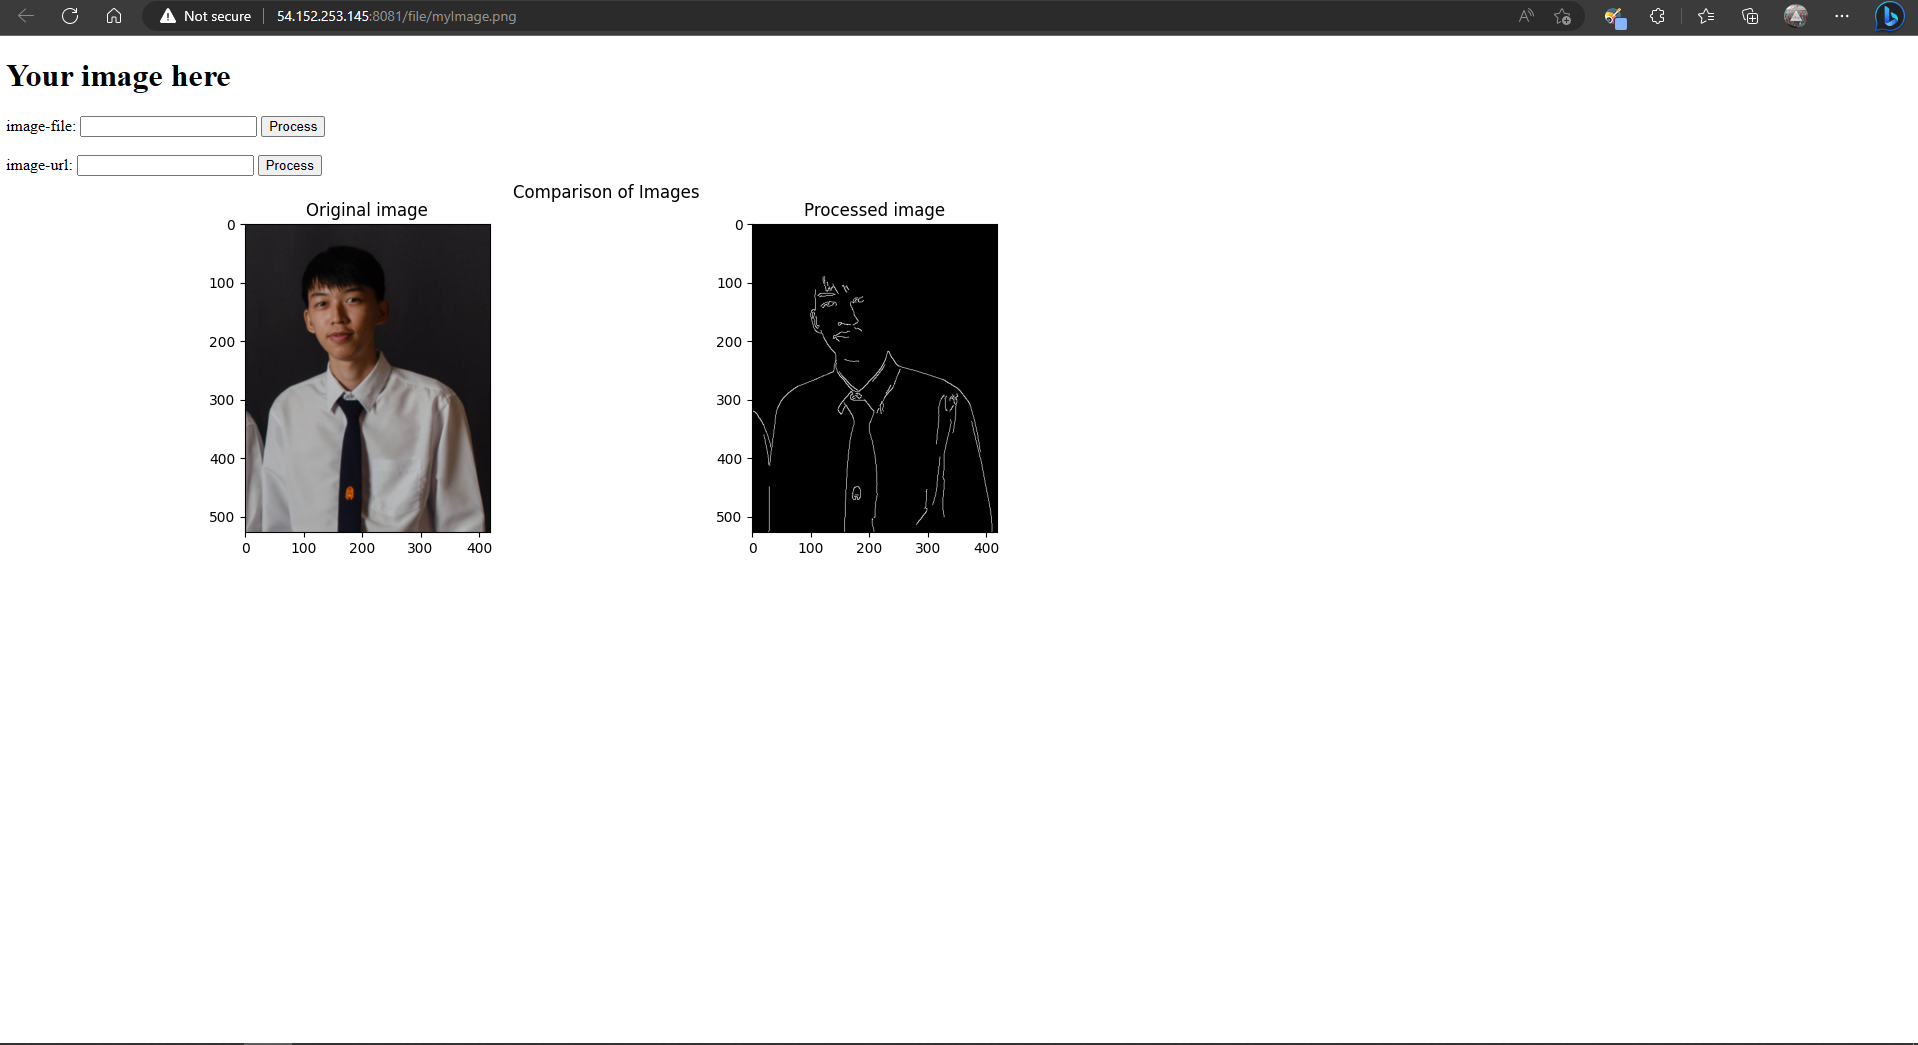 Not secure 54.152.253.145:8081/file/myImage.png
Your image here
image-file: Process
image-url: Process
Comparison of Images
Original image Processed image
0 0
100 100
200 200
300 300
400 400
500 500
0 100 200 300 400 0 100 200 300 400